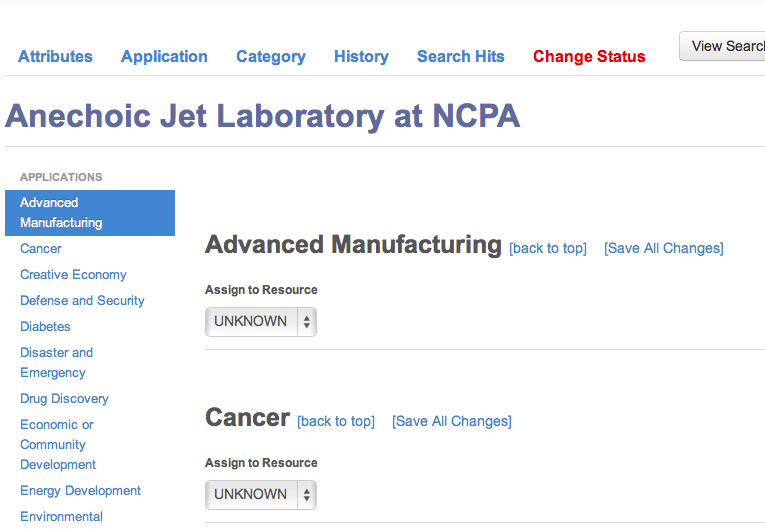 Attributes Application Category History Search Hits Change Status View Search
Anechoic Jet Laboratory at NCPA
APPLICATIONS
Advanced
Manufacturing
Cancer
Creative Economy
Defense and Security
Diabetes
Disaster and
Emergency
Drug Discovery
Economic or
Community
Development
Energy Development
Environmental
Advanced Manufacturing [back to top] [Save All Changes]
Assign to Resource
UNKNOWN
Cancer [back to top] [Save All Changes]
Assign to Resource
UNKNOWN